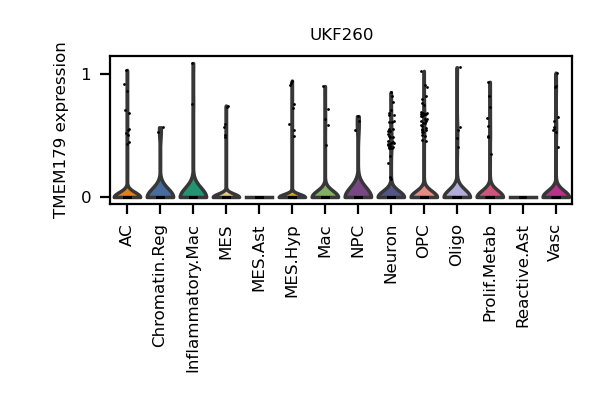 UKF260
TMEM179 expression
1
0
AC
Chromatin.Reg
Inflammatory.Mac
MES
MES.Ast
MES.Hyp
Mac
NPC
Neuron
OPC
Oligo
Prolif.Metab
Reactive.Ast
Vasc